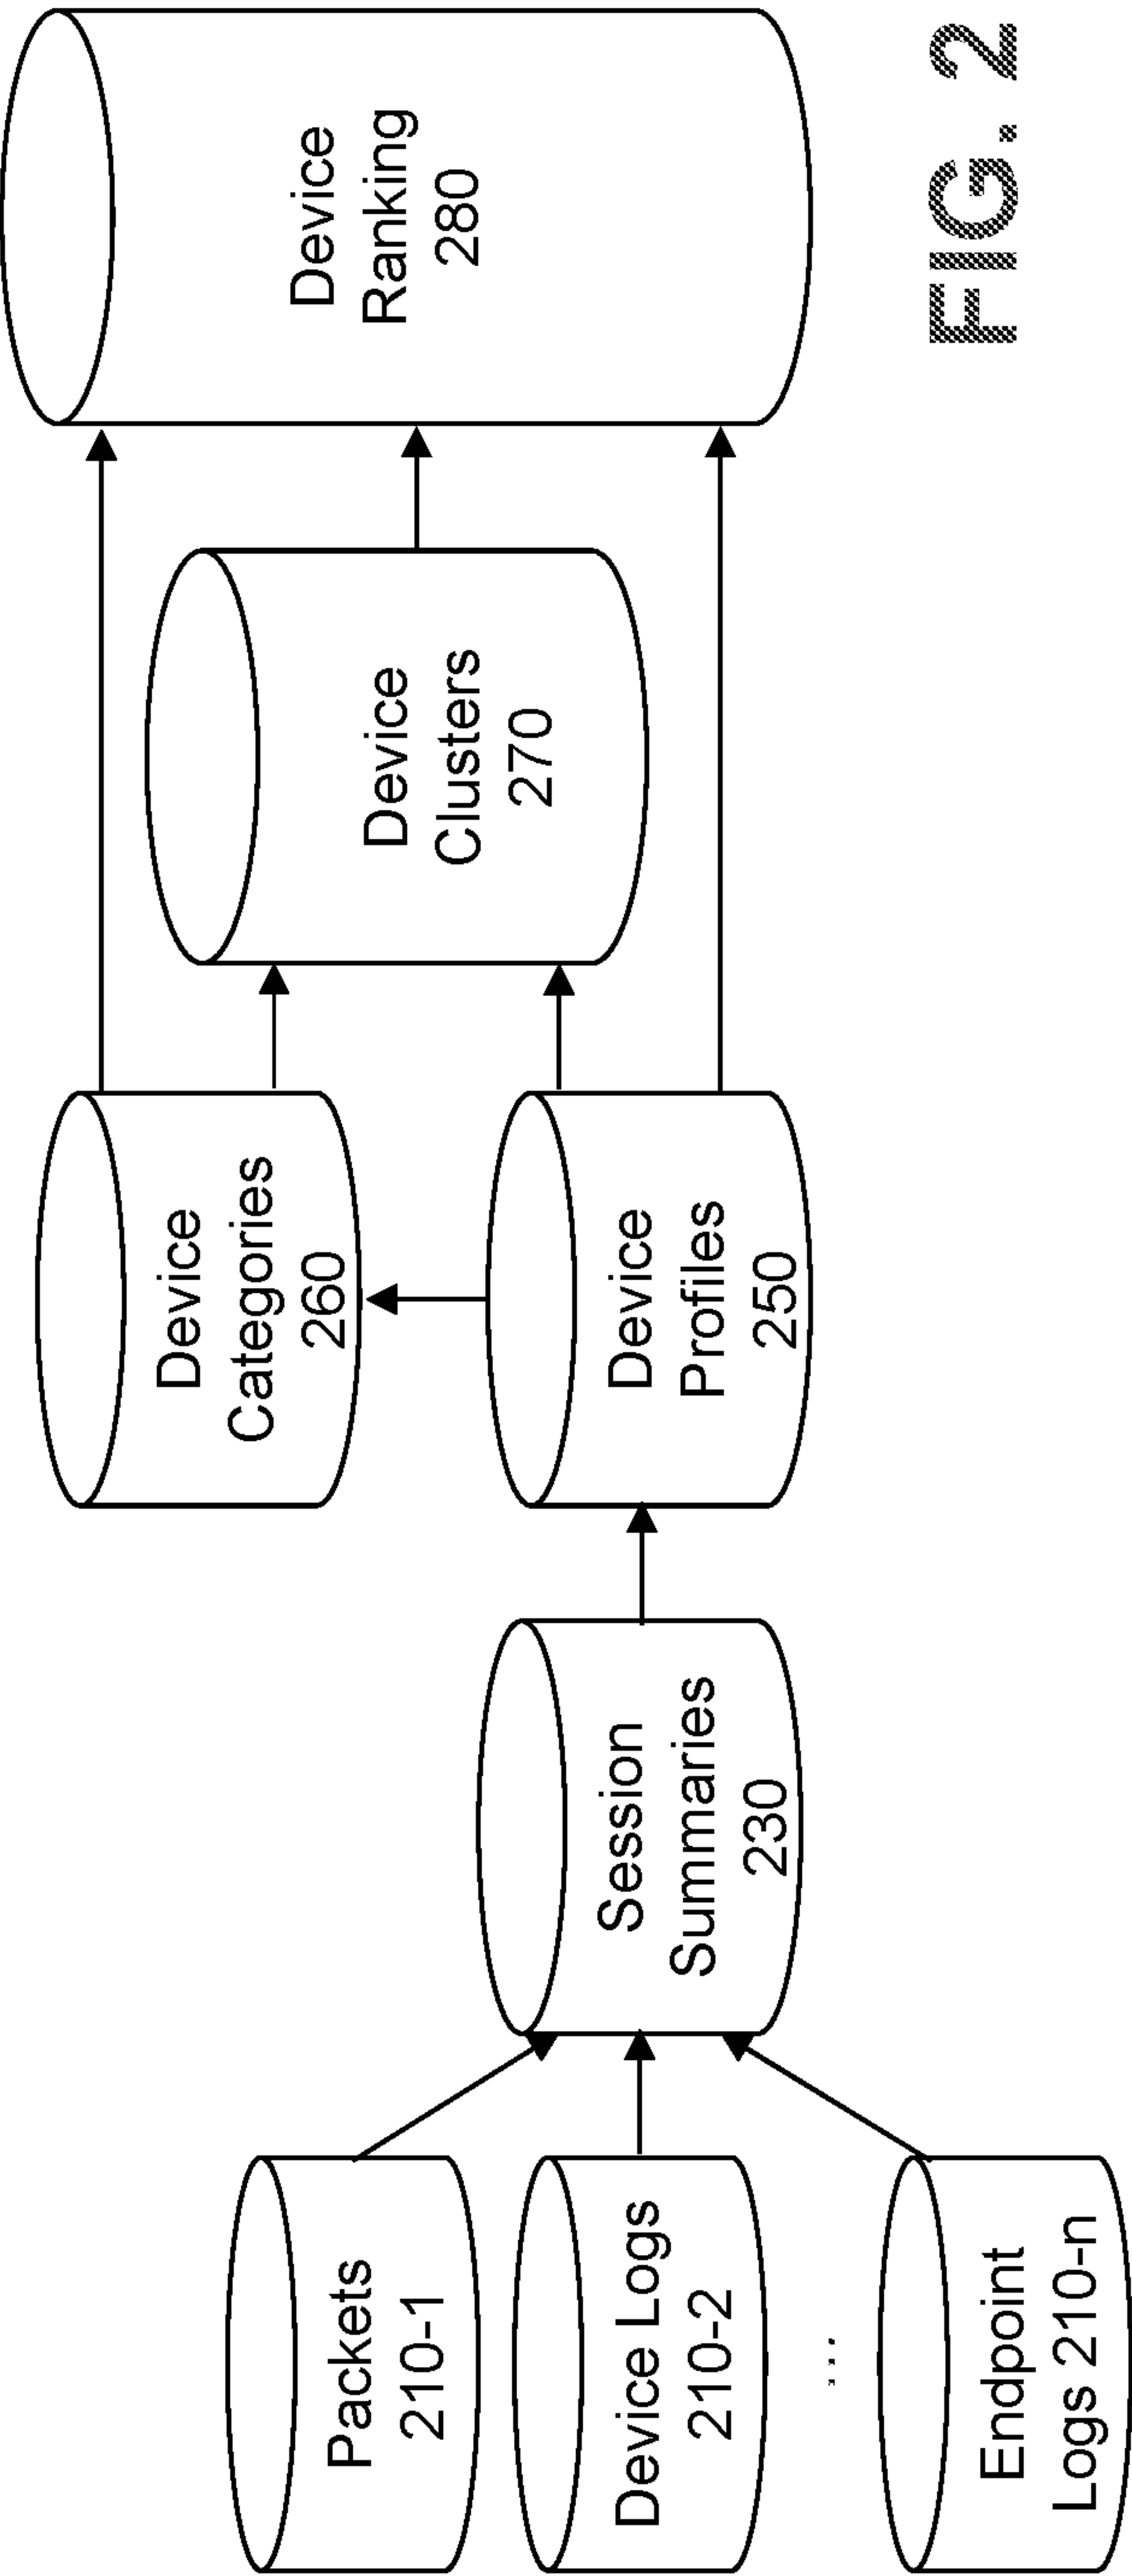 Packets
210-1
Device Logs
210-2
...
Endpoint
Logs 210-n
Session
Summaries
230
Device
Categories
260
Device
Profiles
250
Device
Clusters
270
Device
Ranking
280
FIG. 2